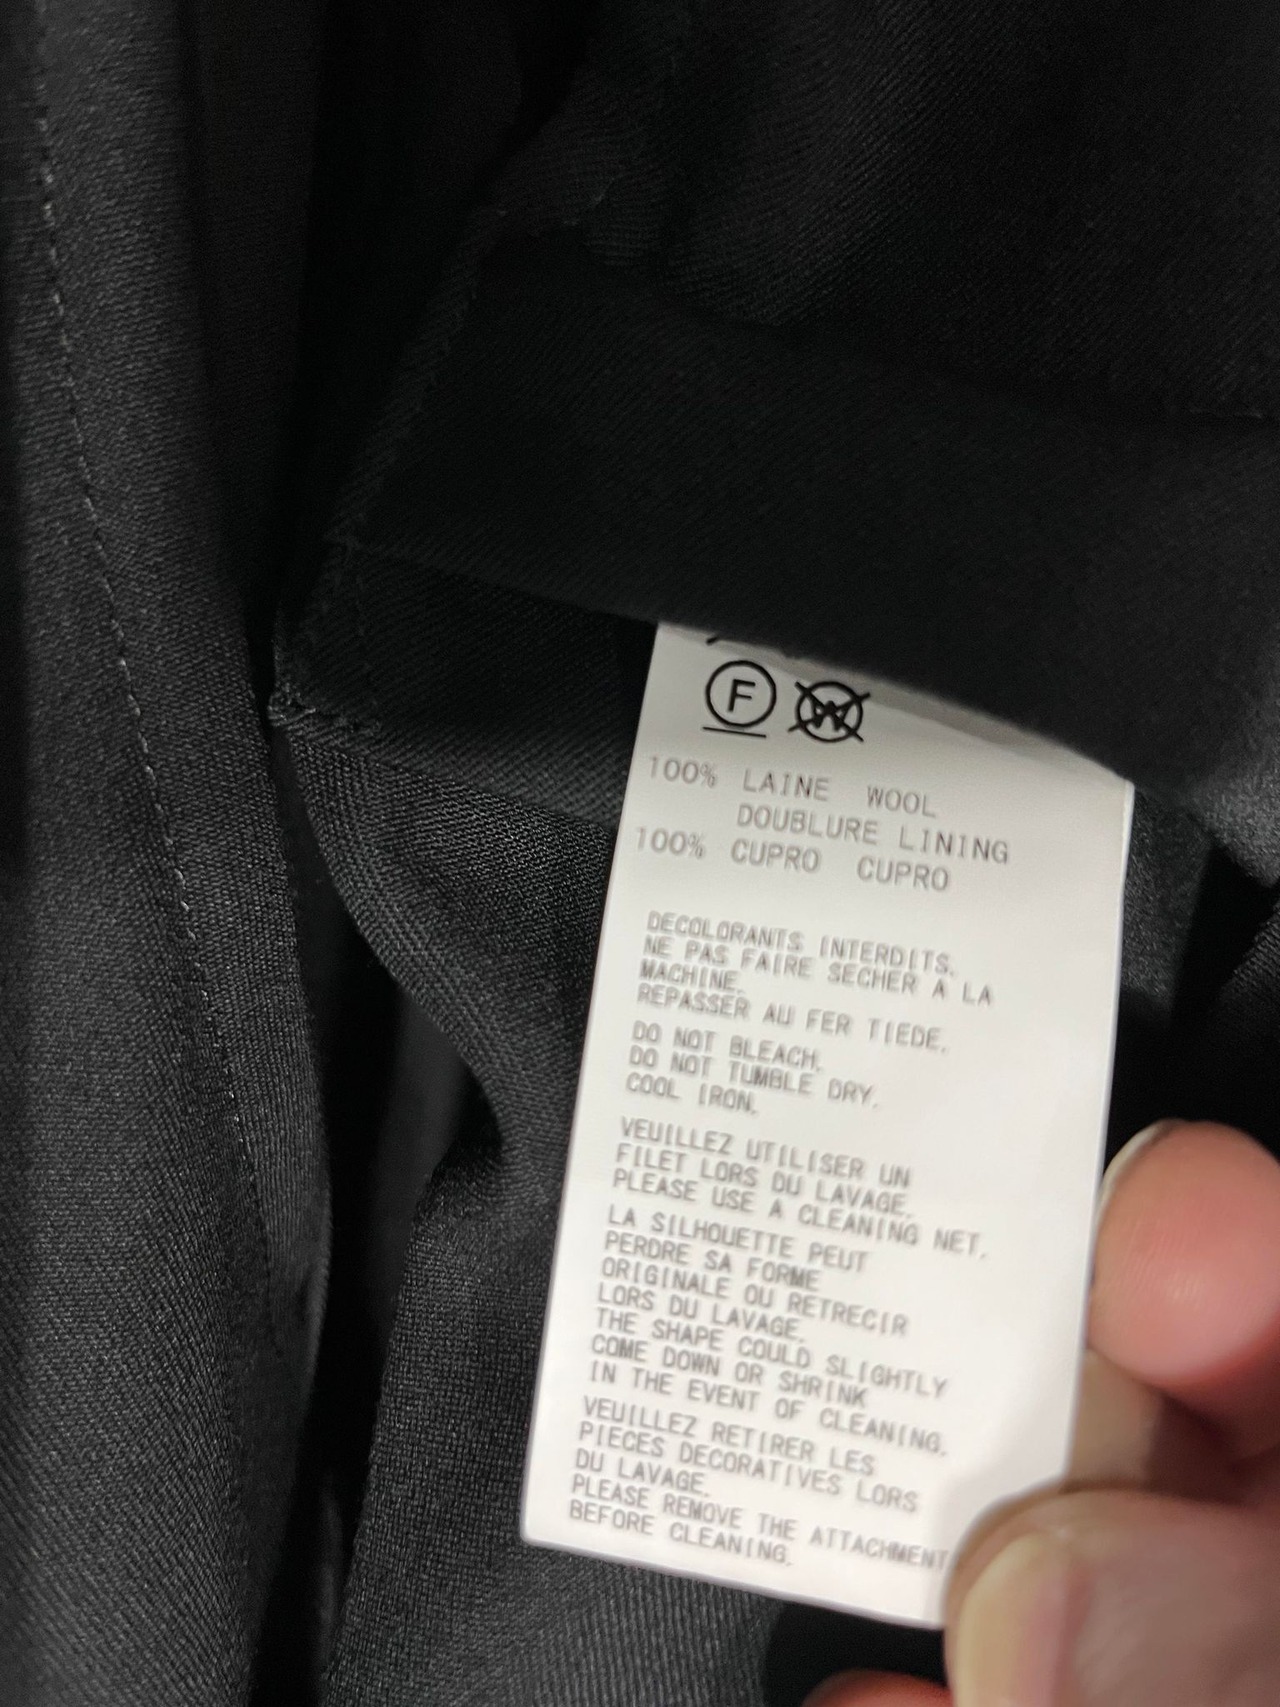 F W
100% LAINE WOOL
DOUBLURE LINING
100% CUPRO CUPRO
DECOLORANTS INTERDITS.
NE PAS FAIRE SECHER A LA
MACHINE.
REPASSER AU FER TIEDE.
DO NOT BLEACH.
DO NOT TUMBLE DRY.
COOL IRON.
VEUILLEZ UTILISER UN
FILET LORS DU LAVAGE.
PLEASE USE A CLEANING NET.
LA SILHOUETTE PEUT
PERDRE SA FORME
ORIGINALE OU RETRECIR
LORS DU LAVAGE.
THE SHAPE COULD SLIGHTLY
COME DOWN OR SHRINK
IN THE EVENT OF CLEANING.
VEUILLEZ RETIRER LES
PIECES DECORATIVES LORS
DU LAVAGE.
PLEASE REMOVE THE ATTACHMENT
BEFORE CLEANING.